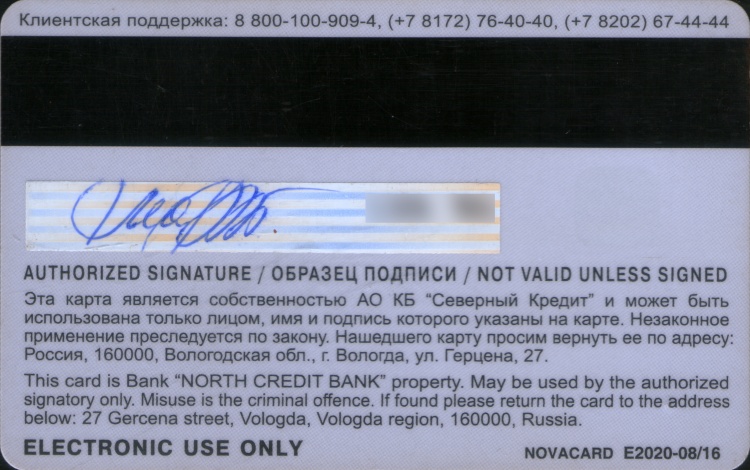 Клиентская поддержка: 8 800-100-909-4, (+7 8172) 76-40-40, (+7 8202) 67-44-44
AUTHORIZED SIGNATURE / ОБРАЗЕЦ ПОДПИСИ / NOT VALID UNLESS SIGNED
Эта карта является собственностью АО КБ “Северный Кредит” и может быть
использована только лицом, имя и подпись которого указаны на карте. Незаконное
применение преследуется по закону. Нашедшего карту просим вернуть ее по адресу:
Россия, 160000, Вологодская обл., г. Вологда, ул. Герцена, 27.
This card is Bank “NORTH CREDIT BANK” property. May be used by the authorized
signatory only. Misuse is the criminal offence. If found please return the card to the address
below: 27 Gercena street, Vologda, Vologda region, 160000, Russia.
ELECTRONIC USE ONLY
NOVACARD E2020-08/16